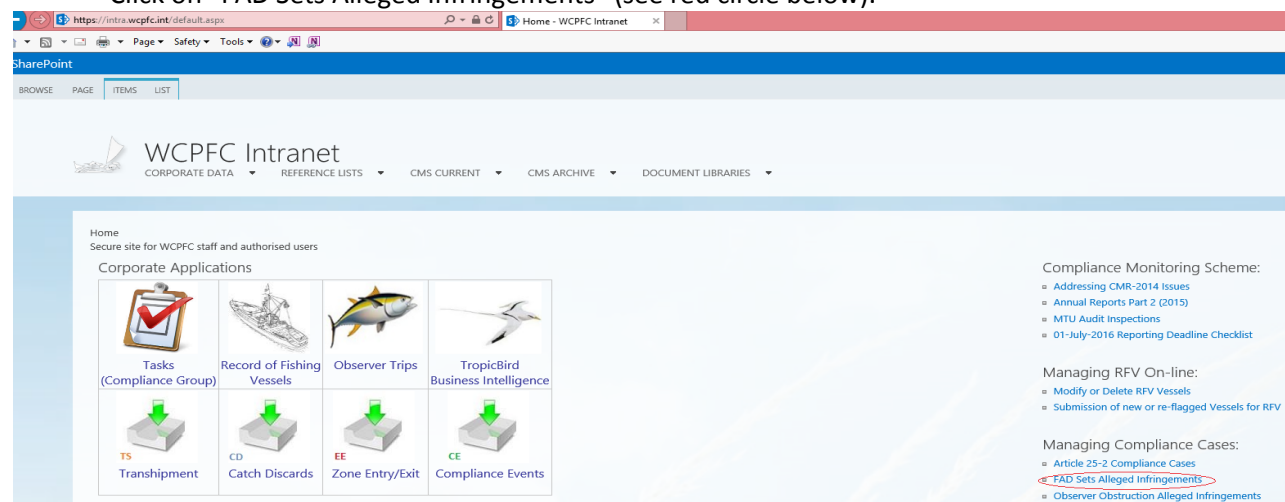 Click on "FAD Sets Alleged Infringements" (see red circle below):
https://intra.wcpfc.int/default.aspx
Home - WCPFC Intranet
Page Safety Tools
SharePoint
BROWSE PAGE ITEMS LIST
WCPFC Intranet
CORPORATE DATA REFERENCE LISTS CMS CURRENT CMS ARCHIVE DOCUMENT LIBRARIES
Home
Secure site for WCPFC staff and authorised users
Corporate Applications
Tasks
(Compliance Group)
Record of Fishing
Vessels
Observer Trips
TropicBird
Business Intelligence
TS
Transhipment
CD
Catch Discards
EE
Zone Entry/Exit
CE
Compliance Events
Compliance Monitoring Scheme:
Addressing CMR-2014 Issues
Annual Reports Part 2 (2015)
MTU Audit Inspections
01-July-2016 Reporting Deadline Checklist
Managing RFV On-line:
Modify or Delete RFV Vessels
Submission of new or re-flagged Vessels for RFV
Managing Compliance Cases:
Article 25-2 Compliance Cases
FAD Sets Alleged Infringements
Observer Obstruction Alleged Infringements